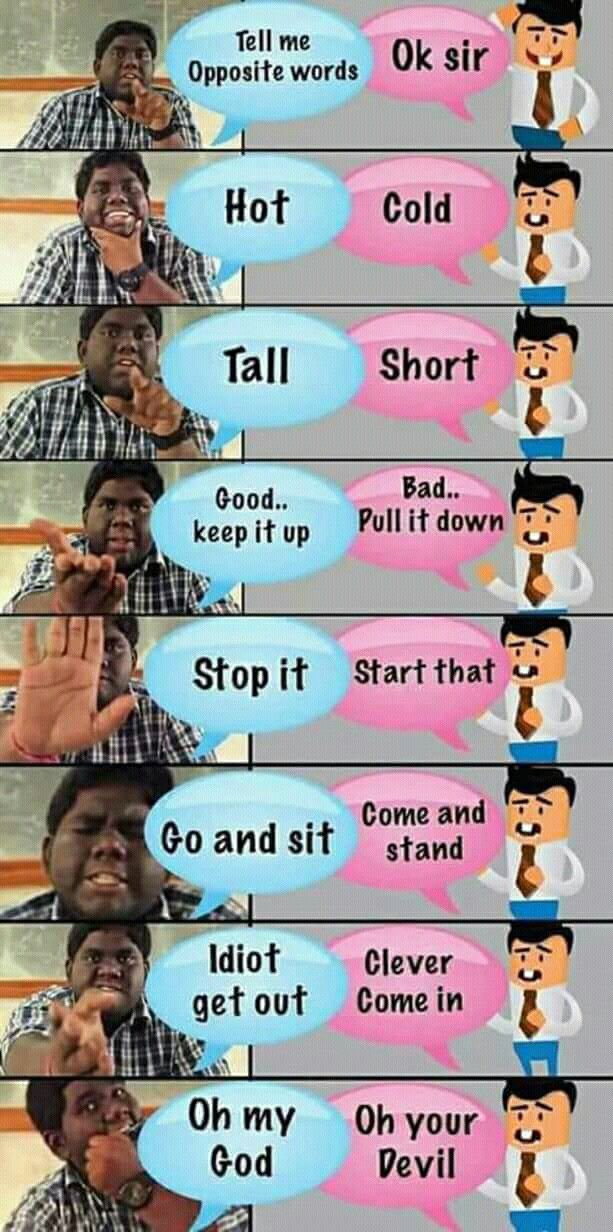 Tell me
Opposite words
Ok sir
Hot
Cold
Tall
Short
Good..
keep it up
Bad..
Pull it down
Stop it
Start that
Go and sit
Come and
stand
Idiot
get out
Clever
Come in
Oh my
God
Oh your
Devil